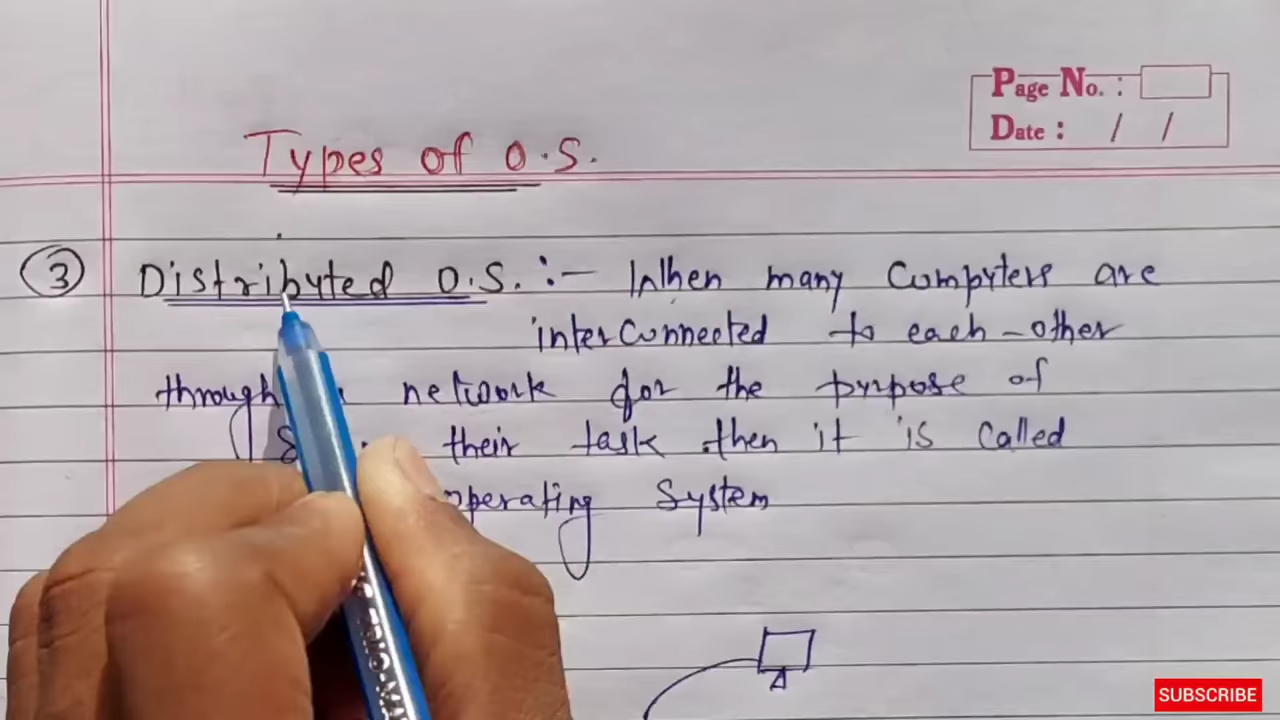 Page No. :
Date : / /
Types of O.S.
3 Distributed O.S. :- When many Computers are
interConnected to each-other
through network for the purpose of
their task then it is called
operating System
SUBSCRIBE